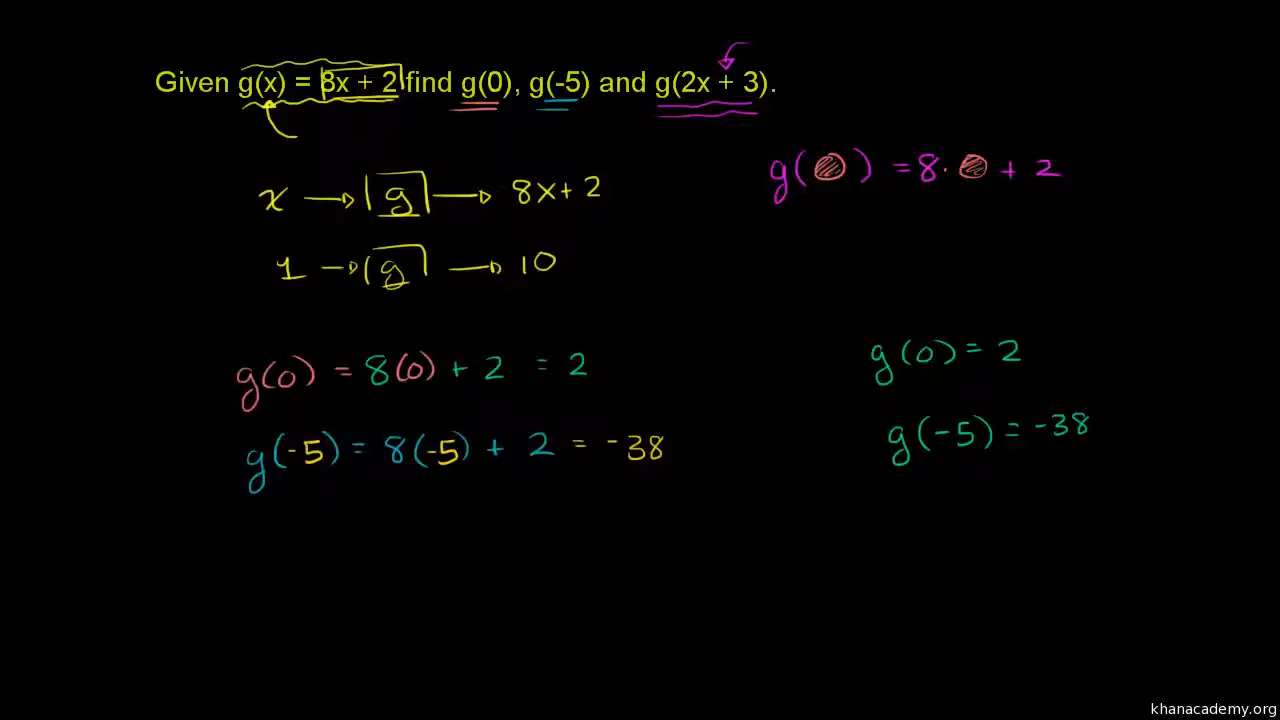 Given g(x) = 8x + 2 find g(0), g(-5) and g(2x + 3).
g( ) = 8 · + 2
x → g → 8x + 2
1 → g → 10
g(0) = 8(0) + 2 = 2
g(0) = 2
g(-5) = 8(-5) + 2 = -38
g(-5) = -38
khanacademy.org